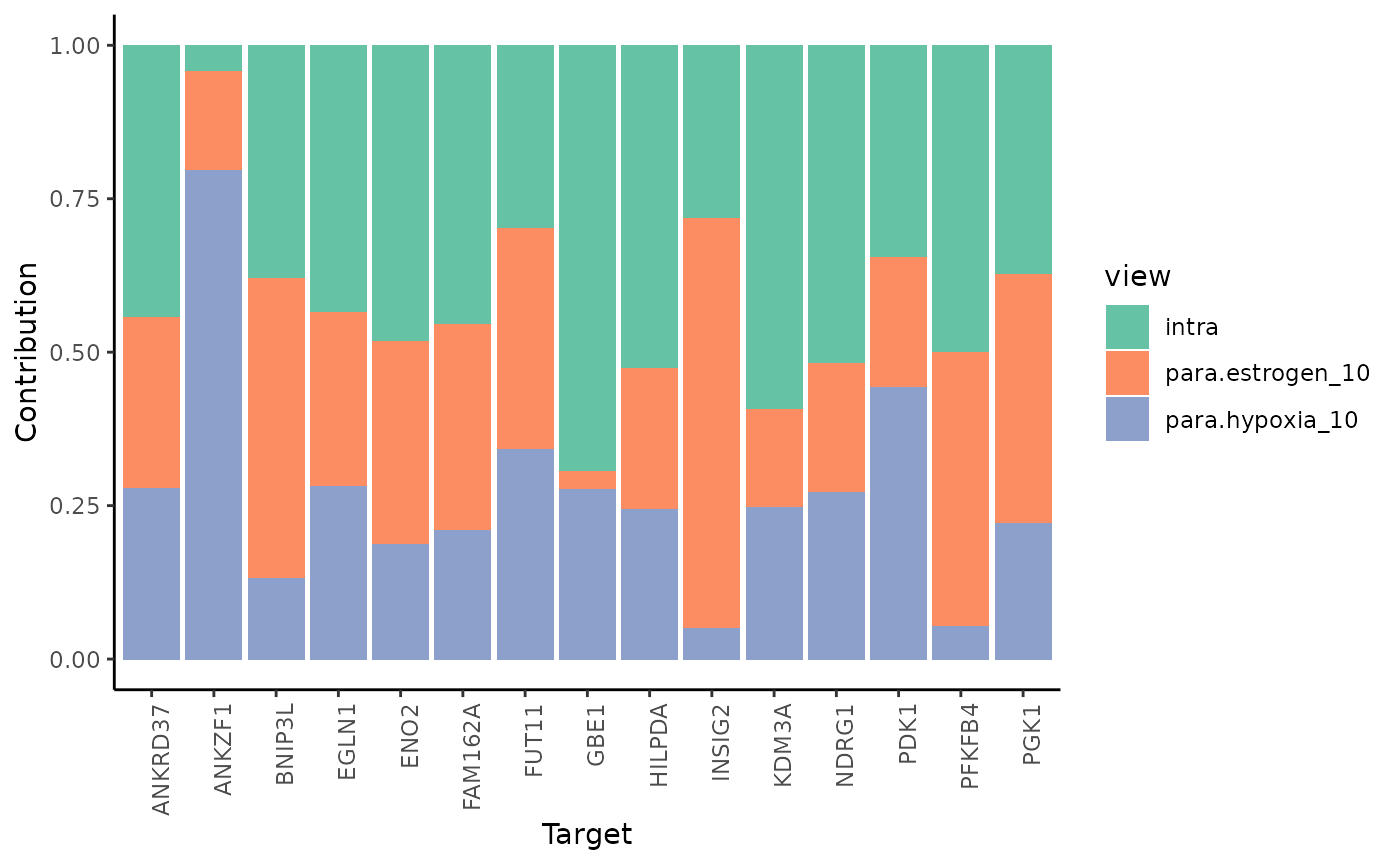 1.00
0.75
0.50
0.25
0.00
Contribution
ANKRD37
ANKZF1
BNIP3L
EGLN1
ENO2
FAM162A
FUT11
GBE1
HILPDA
INSIG2
KDM3A
NDRG1
PDK1
PFKFB4
PGK1
Target
view
intra
para.estrogen_10
para.hypoxia_10